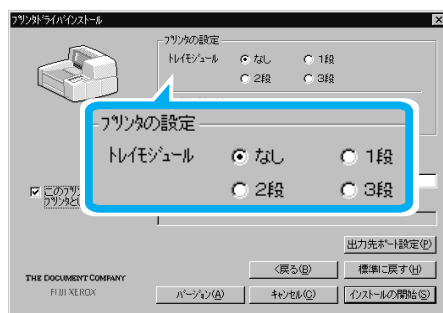 プリンタドライバインストール
プリンタの設定
トレイモジュール なし 1段
2段 3段
プリンタの設定
トレイモジュール なし 1段
2段 3段
このプリ
プリンタとし
出力先ポート設定(P)
<戻る(B) 標準に戻す(H)
THE DOCUMENT COMPANY
FUJI XEROX
バージョン(A) キャンセル(C) インストールの開始(S)